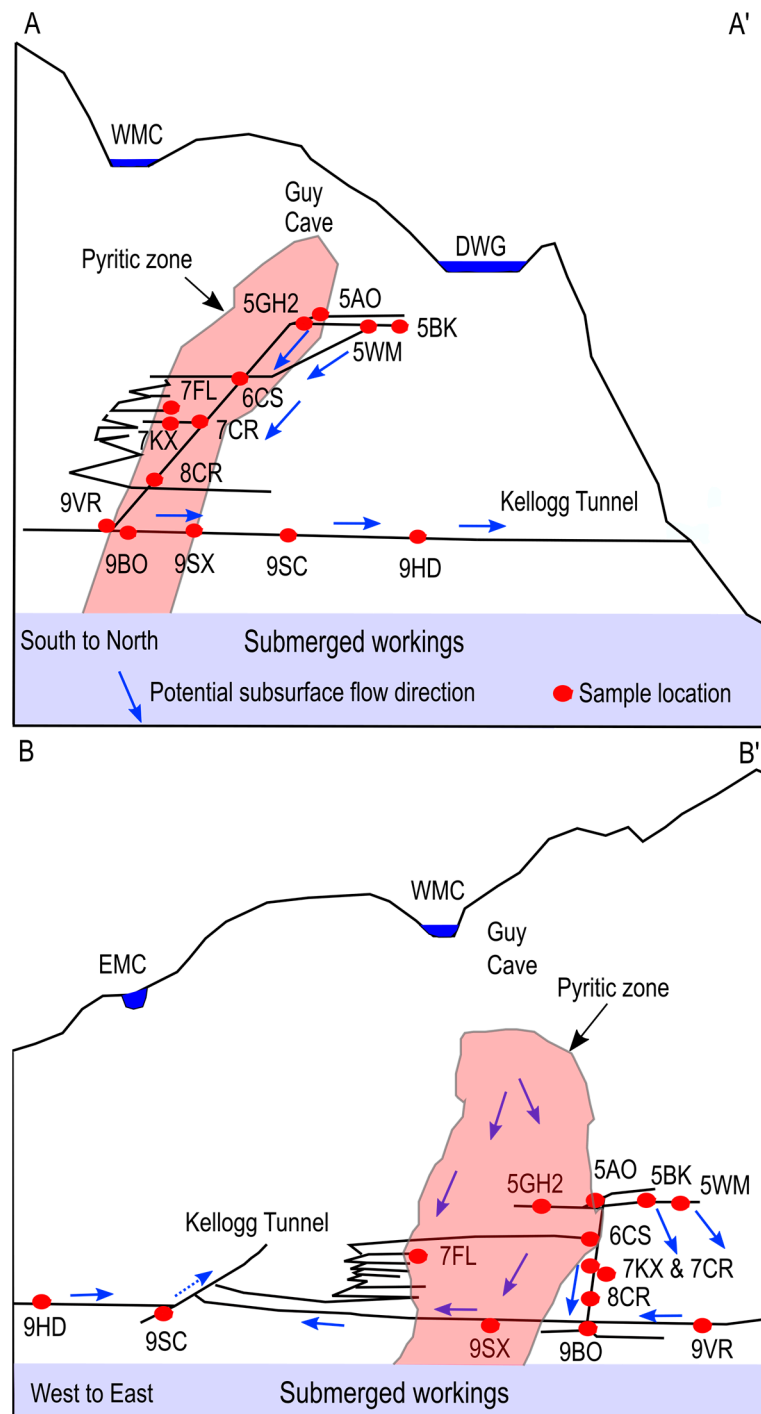 A
A'
WMC
Guy
Cave
DWG
Pyritic zone
5GH2
5AO
5BK
5WM
7FL
6CS
7KX
7CR
8CR
9VR
Kellogg Tunnel
9BO
9SX
9SC
9HD
South to North
Submerged workings
Potential subsurface flow direction
Sample location
B
B'
WMC
Guy
Cave
EMC
Pyritic zone
5AO
5BK
5WM
5GH2
Kellogg Tunnel
6CS
7FL
7KX & 7CR
8CR
9HD
9SC
9SX
9BO
9VR
West to East
Submerged workings